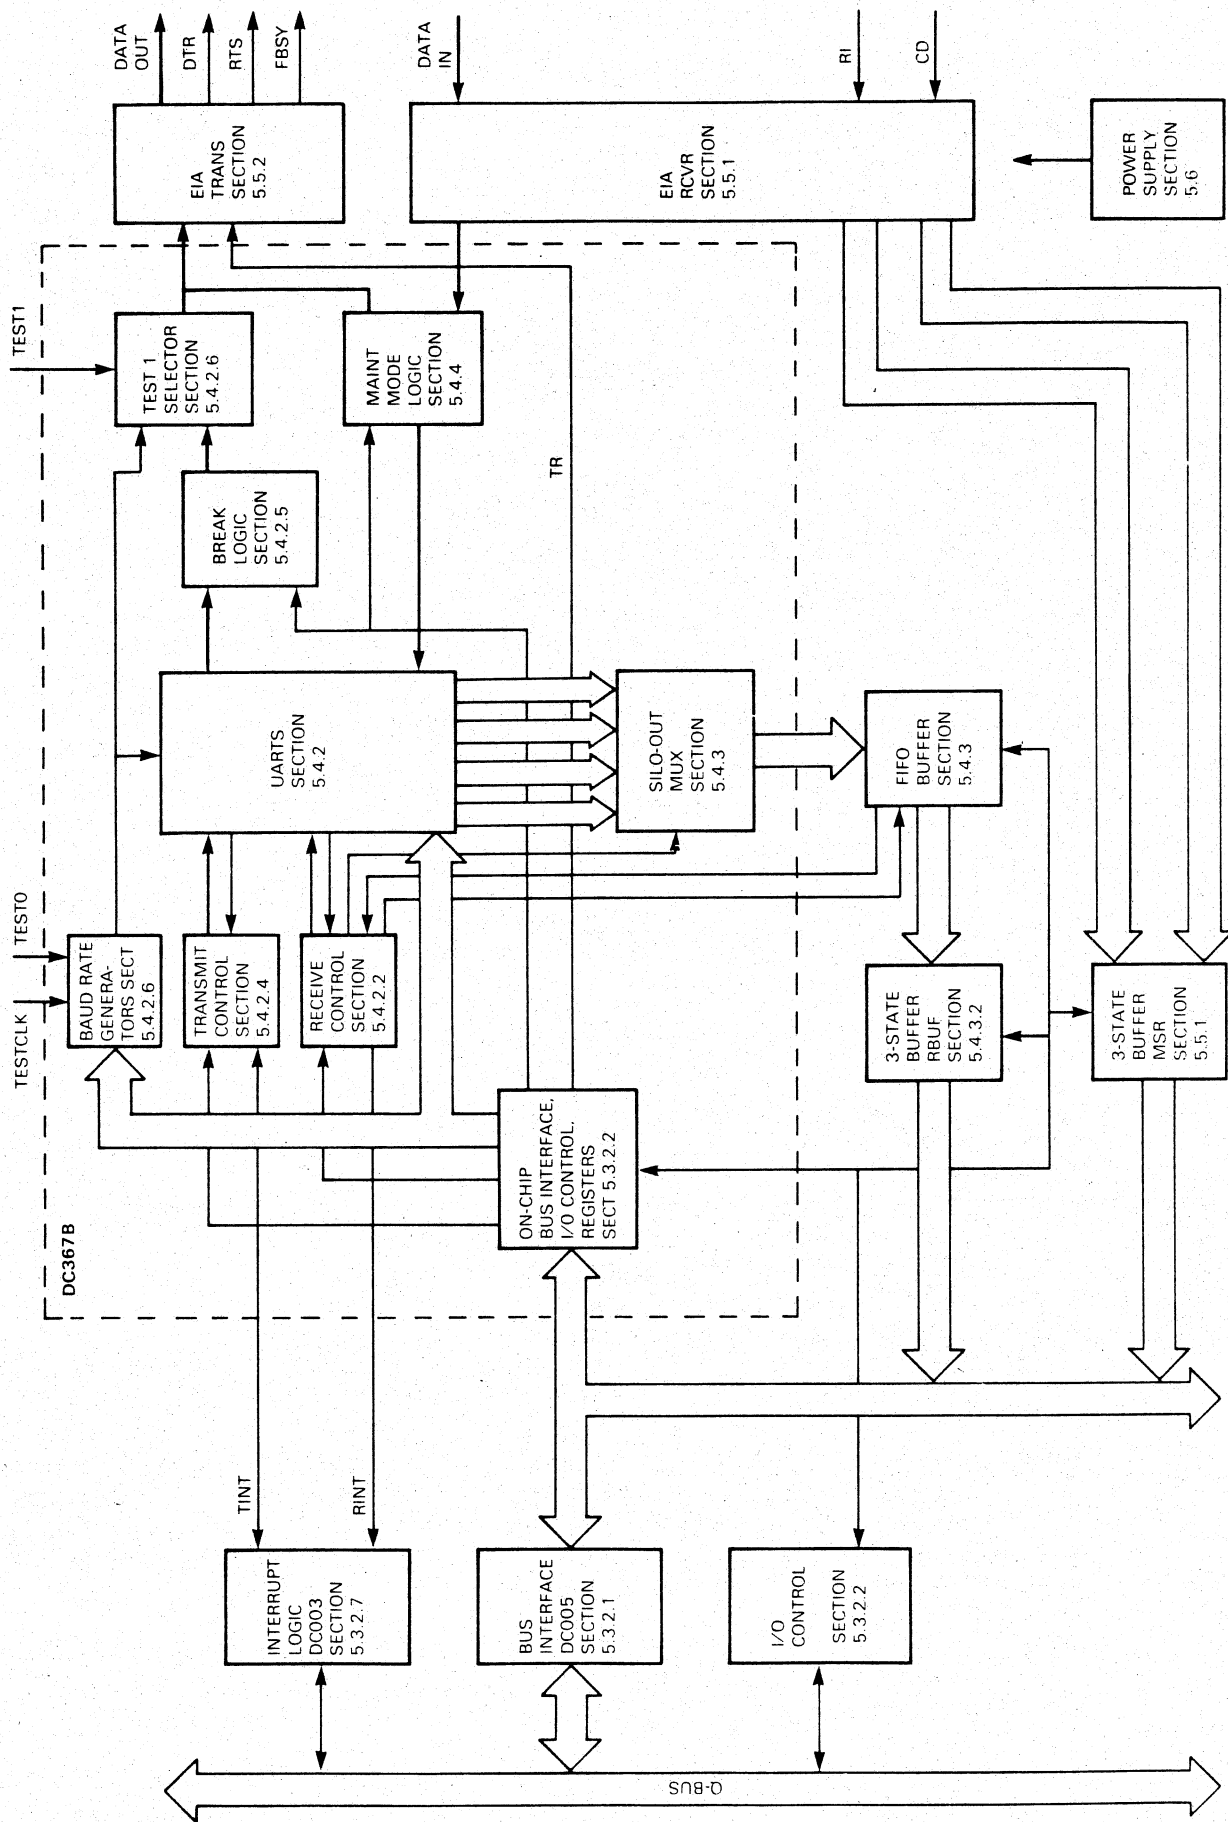 DATA
OUT
DTR
RTS
FBSY
DATA
IN
RI
CD
EIA
TRANS
SECTION
5.5.2
EIA
RCVR
SECTION
5.5.1
POWER
SUPPLY
SECTION
5.6
TEST1
TEST 1
SELECTOR
SECTION
5.4.2.6
MAINT
MODE
LOGIC
SECTION
5.4.4
BREAK
LOGIC
SECTION
5.4.2.5
TR
UARTS
SECTION
5.4.2
SILO-OUT
MUX
SECTION
5.4.3
FIFO
BUFFER
SECTION
5.4.3
TEST0
TESTCLK
BAUD RATE
GENERA-
TORS SECT
5.4.2.6
TRANSMIT
CONTROL
SECTION
5.4.2.4
RECEIVE
CONTROL
SECTION
5.4.2.2
3-STATE
BUFFER
RBUF
SECTION
5.4.3.2
3-STATE
BUFFER
MSR
SECTION
5.5.1
ON-CHIP
BUS INTERFACE,
I/O CONTROL,
REGISTERS
SECT 5.3.2.2
DC367B
TINT
RINT
INTERRUPT
LOGIC
DC003
SECTION
5.3.2.7
BUS
INTERFACE
DC005
SECTION
5.3.2.1
I/O
CONTROL
SECTION
5.3.2.2
Q-BUS